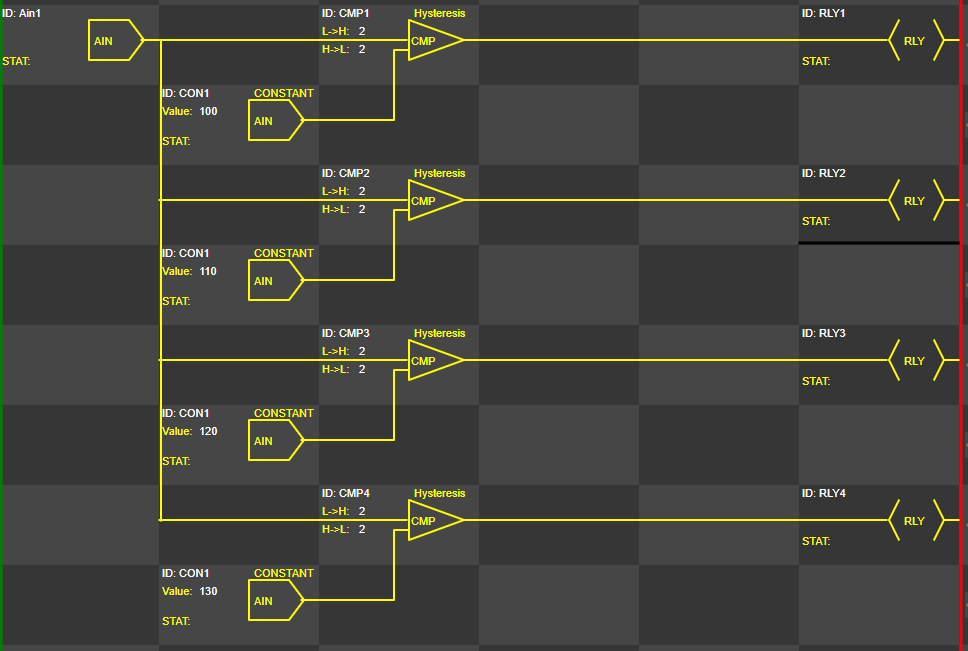 ID: Ain1
AIN
STAT:
ID: CMP1
Hysteresis
L->H: 2
H->L: 2
CMP
ID: RLY1
RLY
STAT:
ID: CON1
CONSTANT
Value: 100
AIN
STAT:
ID: CMP2
Hysteresis
L->H: 2
H->L: 2
CMP
ID: RLY2
RLY
STAT:
ID: CON1
CONSTANT
Value: 110
AIN
STAT:
ID: CMP3
Hysteresis
L->H: 2
H->L: 2
CMP
ID: RLY3
RLY
STAT:
ID: CON1
CONSTANT
Value: 120
AIN
STAT:
ID: CMP4
Hysteresis
L->H: 2
H->L: 2
CMP
ID: RLY4
RLY
STAT:
ID: CON1
CONSTANT
Value: 130
AIN
STAT: